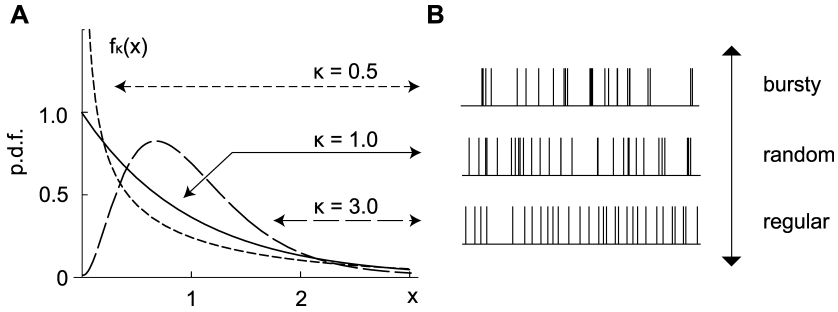 A
B
fκ(x)
κ = 0.5
bursty
1.0
κ = 1.0
random
p.d.f.
0.5
κ = 3.0
regular
0
1
2
x